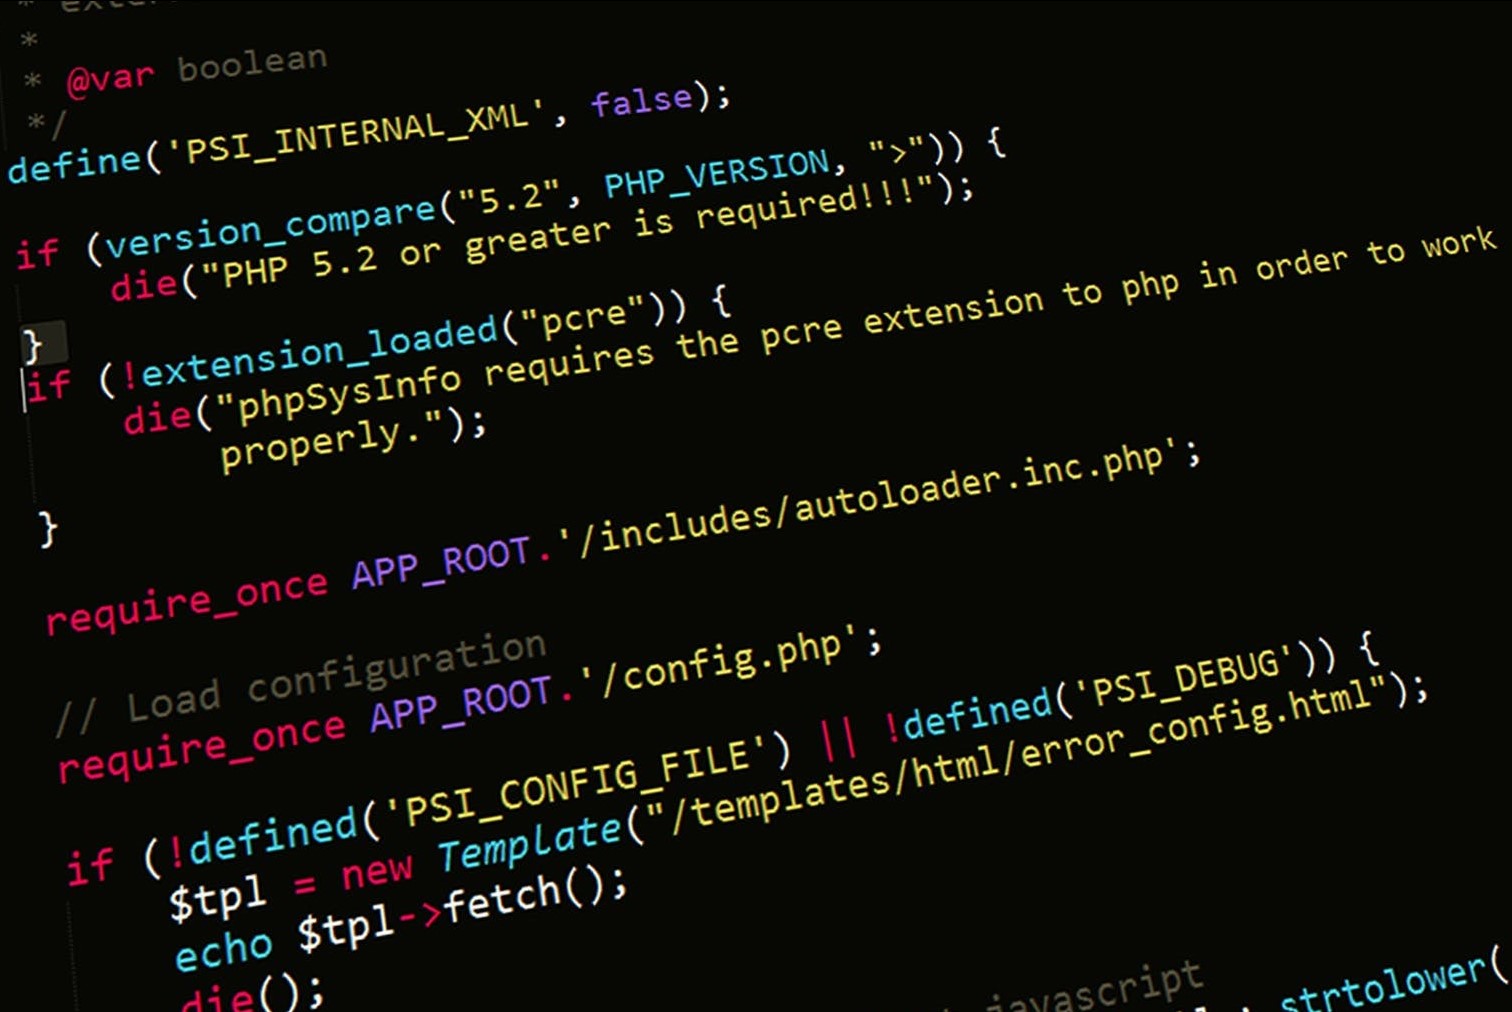 *
* @var boolean
*/
define('PSI_INTERNAL_XML', false);
if (version_compare("5.2", PHP_VERSION, ">")) {
die("PHP 5.2 or greater is required!!!");
}
if (!extension_loaded("pcre")) {
die("phpSysInfo requires the pcre extension to php in order to work
properly.");
}
require_once APP_ROOT.'/includes/autoloader.inc.php';
// Load configuration
require_once APP_ROOT.'/config.php';
if (!defined('PSI_CONFIG_FILE') || !defined('PSI_DEBUG')) {
$tpl = new Template("/templates/html/error_config.html");
echo $tpl->fetch();
die();
javascript
strtolower(